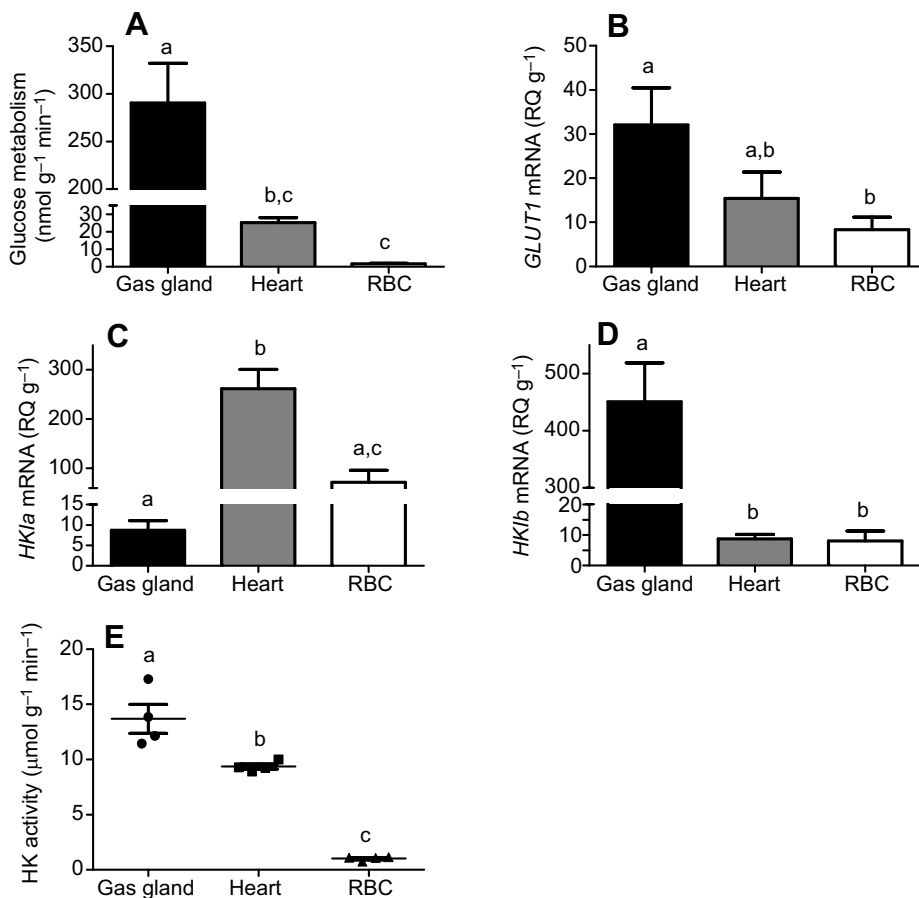 A
Glucose metabolism
(nmol g⁻¹ min⁻¹)
350
300
250
200
30
20
10
0
a
b,c
c
Gas gland Heart RBC
B
GLUT1 mRNA (RQ g⁻¹)
50
40
30
20
10
0
a
a,b
b
Gas gland Heart RBC
C
HKIa mRNA (RQ g⁻¹)
300
200
100
15
10
5
0
a
b
a,c
Gas gland Heart RBC
D
HKIb mRNA (RQ g⁻¹)
500
400
300
20
10
0
a
b
b
Gas gland Heart RBC
E
HK activity (μmol g⁻¹ min⁻¹)
20
15
10
5
0
a
b
c
Gas gland Heart RBC